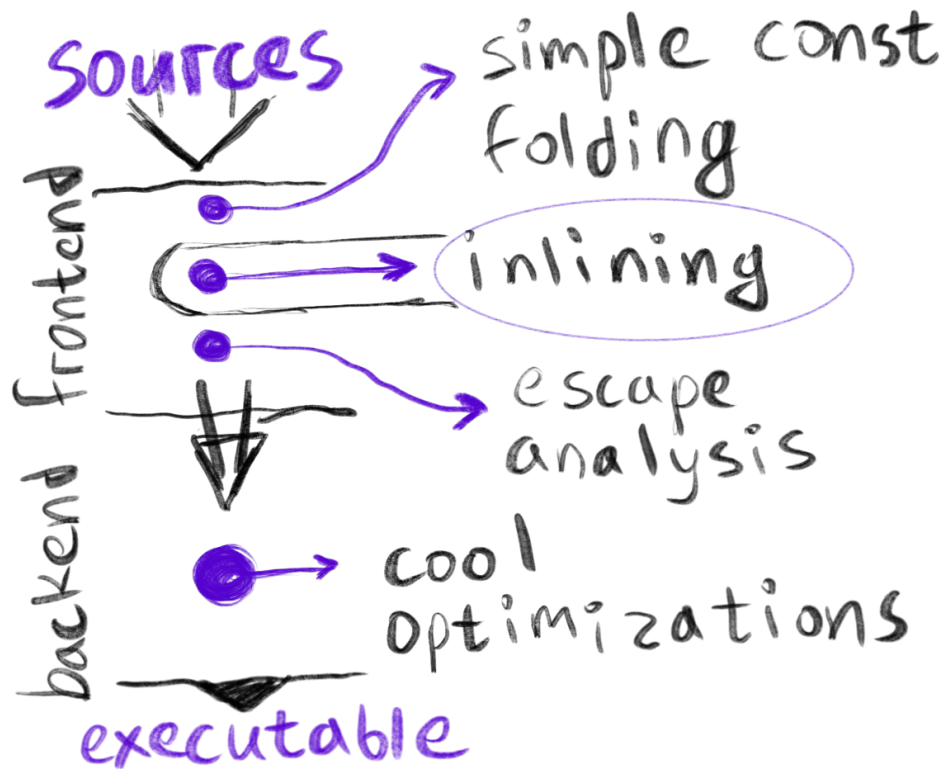 sources
simple const
folding
frontend
inlining
escape
analysis
backend
cool
optimizations
executable